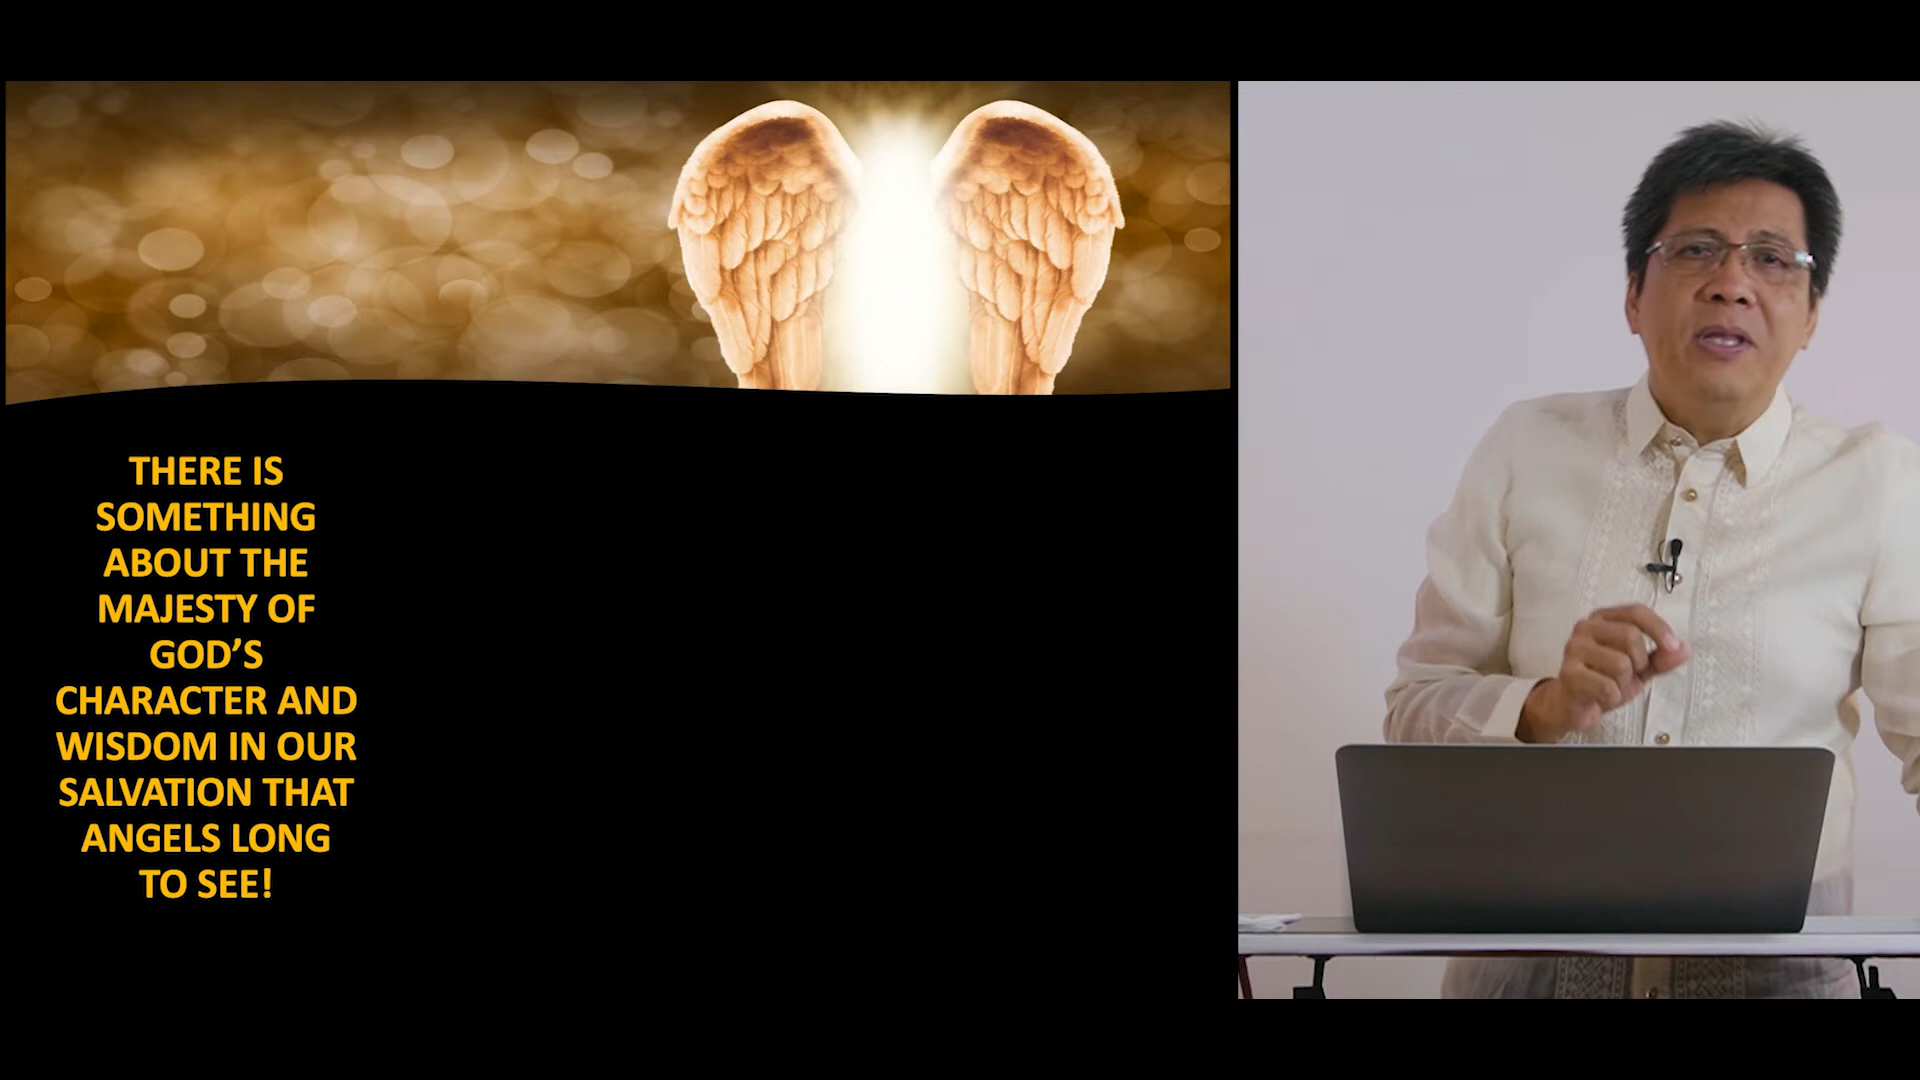 THERE IS
SOMETHING
ABOUT THE
MAJESTY OF
GOD’S
CHARACTER AND
WISDOM IN OUR
SALVATION THAT
ANGELS LONG
TO SEE!